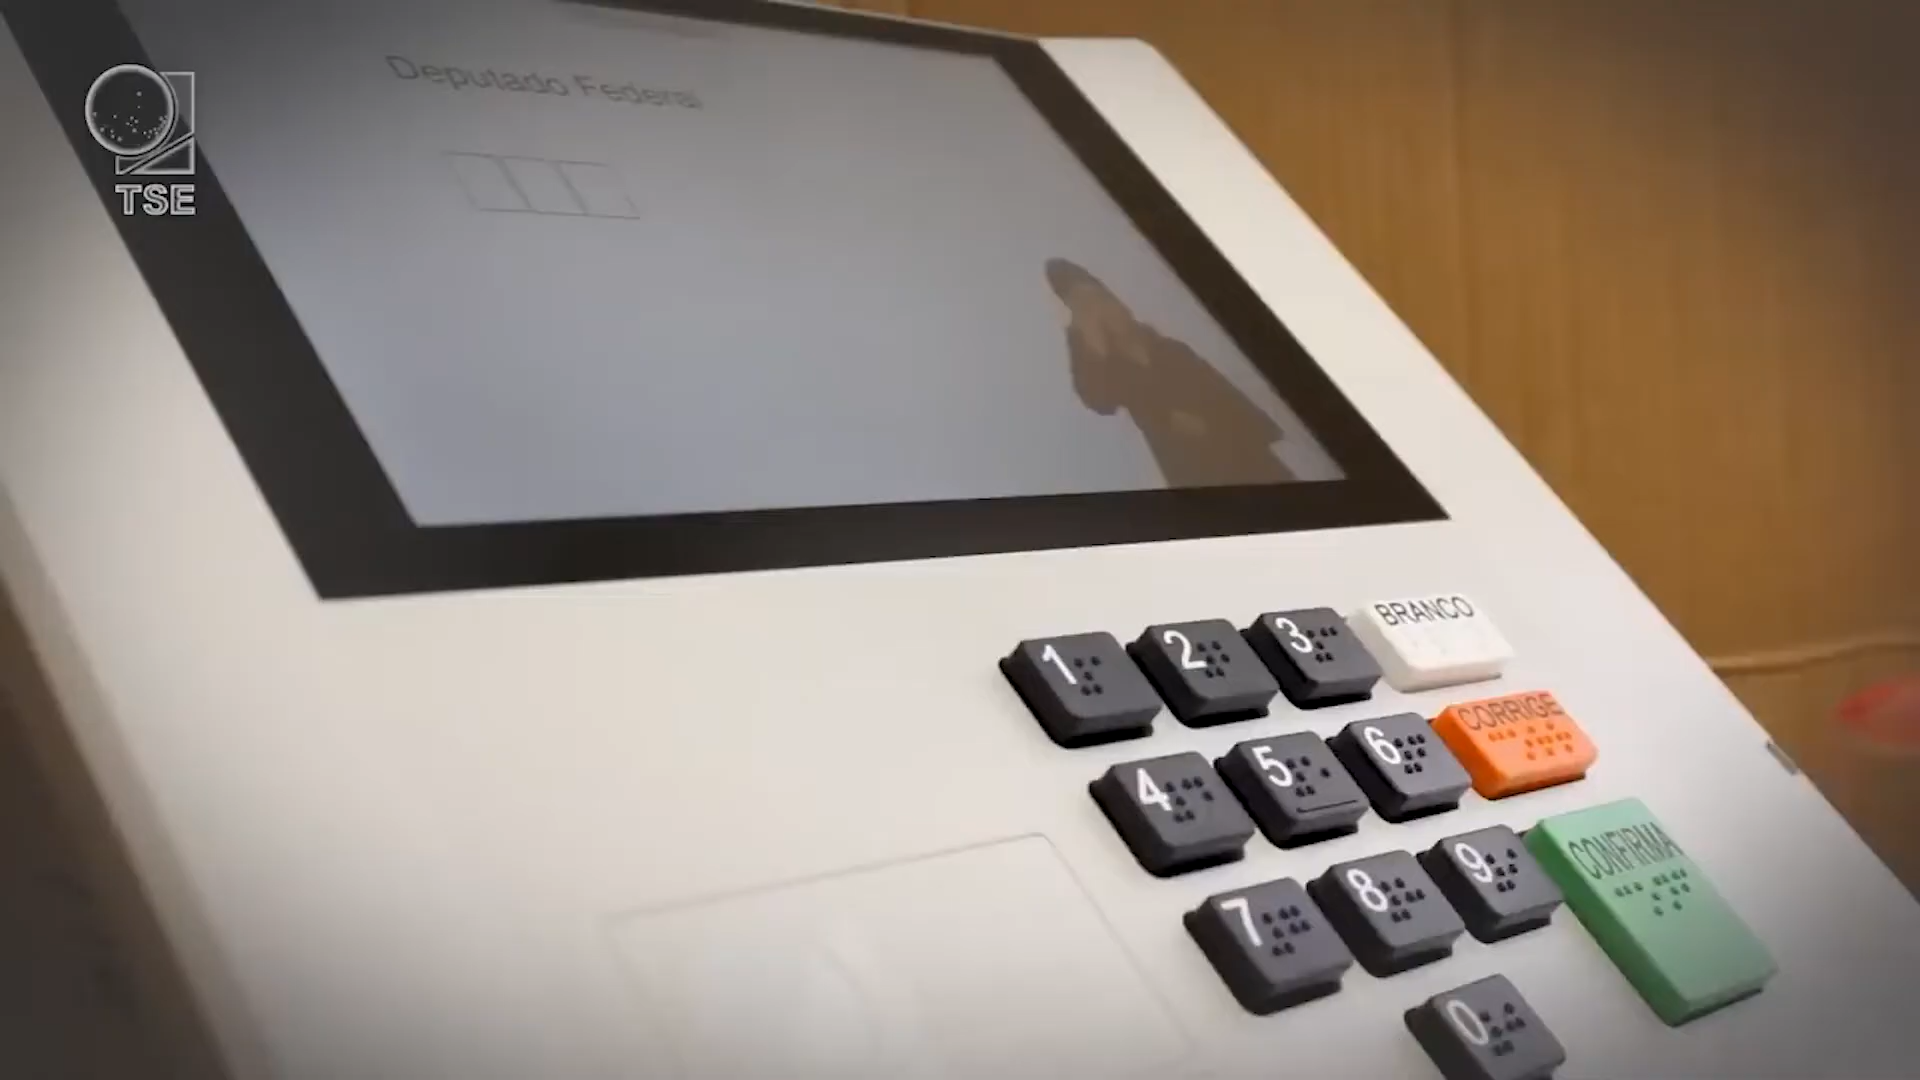 TSE
Deputado Federal
1 2 3 BRANCO
4 5 6 CORRIGE
7 8 9 CONFIRMA
0